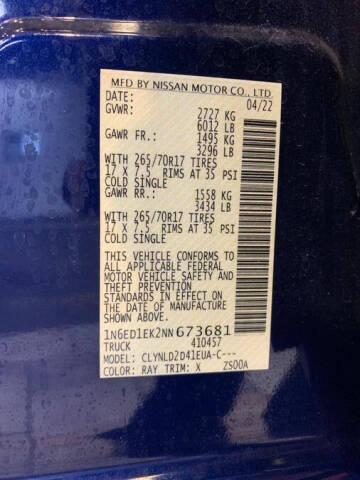 MFD BY NISSAN MOTOR CO., LTD.
DATE: 04/22
GVWR: 2727 KG
6012 LB
GAWR FR.: 1495 KG
3296 LB
WITH 265/70R17 TIRES
17 X 7.5 RIMS AT 35 PSI
COLD SINGLE
GAWR RR.: 1558 KG
3434 LB
WITH 265/70R17 TIRES
17 X 7.5 RIMS AT 35 PSI
COLD SINGLE
THIS VEHICLE CONFORMS TO
ALL APPLICABLE FEDERAL
MOTOR VEHICLE SAFETY AND
THEFT PREVENTION
STANDARDS IN EFFECT ON
THE DATE OF MANUFACTURE
SHOWN ABOVE.
1N6ED1EK2NN673681
TRUCK 410457
MODEL: CLYNLD2D41EUA-C---
COLOR: RAY TRIM: X ZS00A